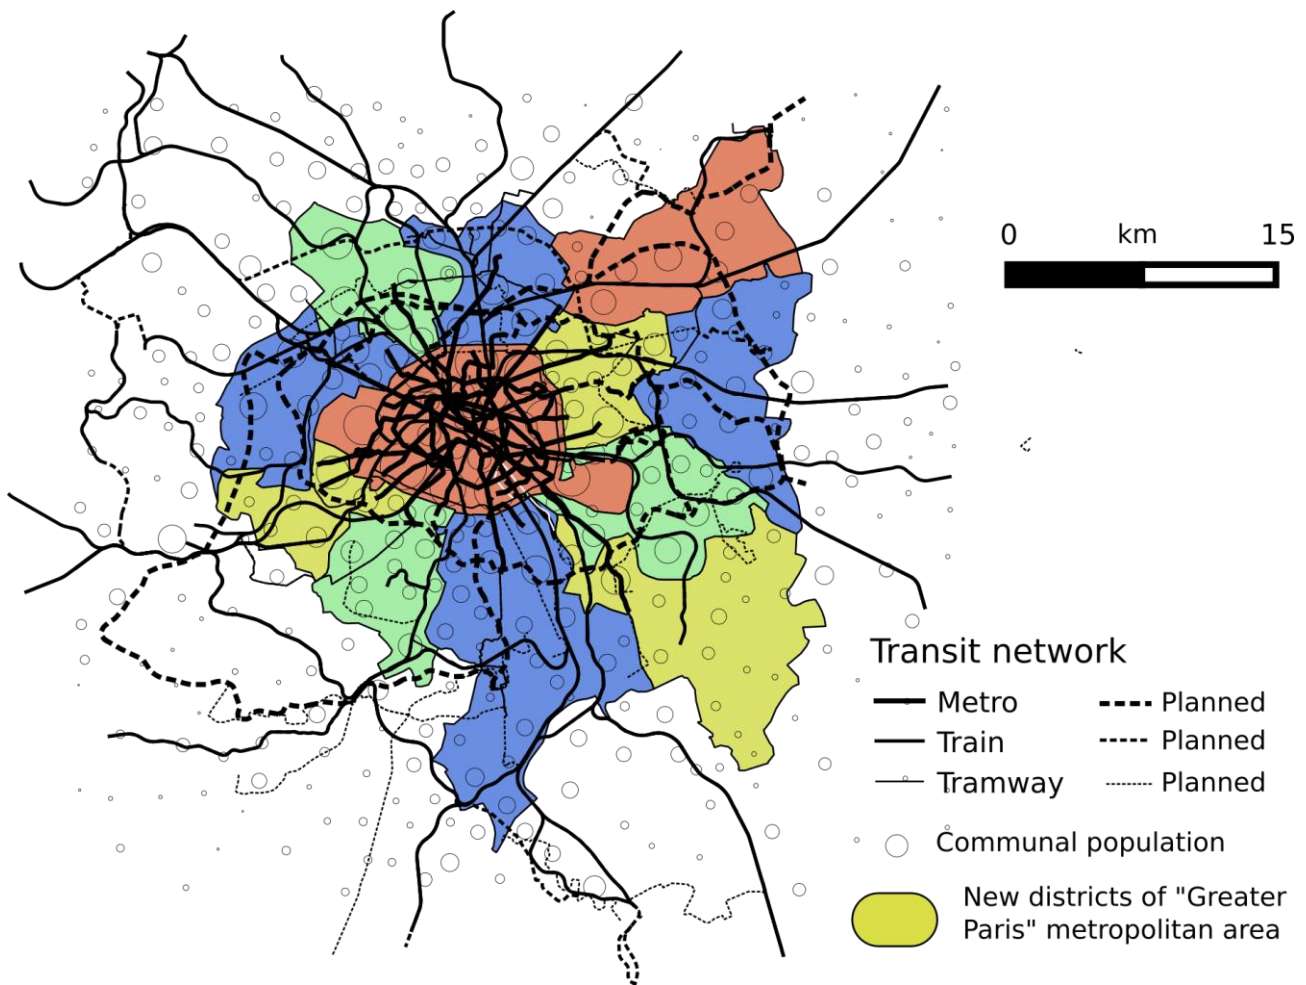 0 km 15
Transit network
Metro Planned
Train Planned
Tramway Planned
Communal population
New districts of "Greater
Paris" metropolitan area